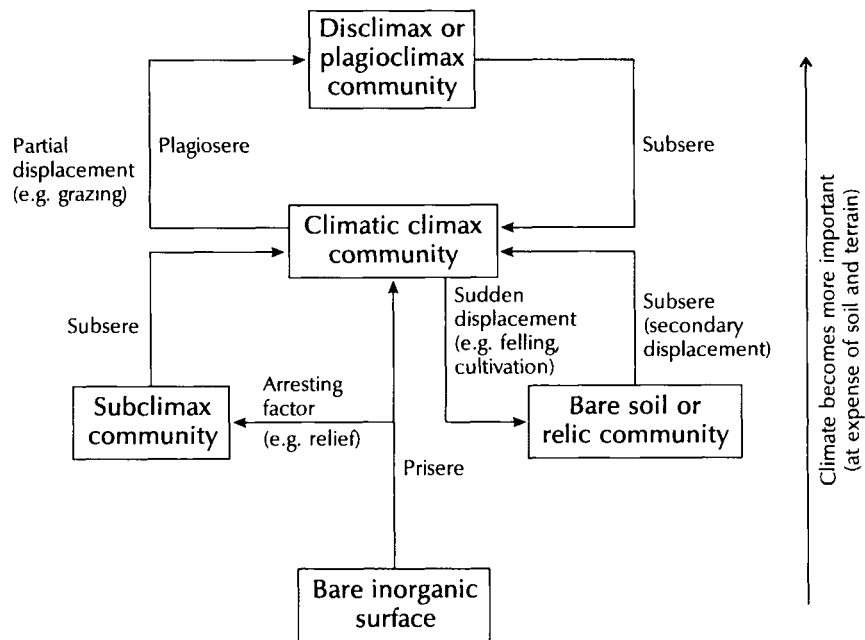 Disclimax or
plagioclimax
community
Partial
displacement
(e.g. grazing)
Plagiosere
Subsere
Climatic climax
community
Subsere
Sudden
displacement
(e.g. felling,
cultivation)
Subsere
(secondary
displacement)
Subclimax
community
Arresting
factor
(e.g. relief)
Bare soil or
relic community
Prisere
Bare inorganic
surface
Climate becomes more important
(at expense of soil and terrain)